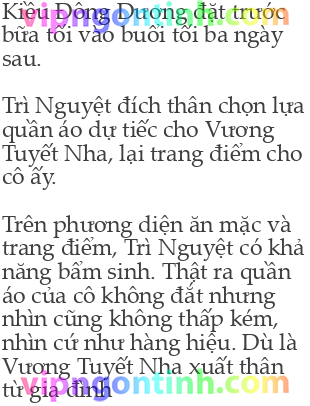 Kiều Đông Dương đặt trước
vipngontinh.com
bữa tối vào buổi tối ba ngày
sau.
Trì Nguyệt đích thân chọn lựa
quần áo dự tiếc cho Vương
Tuyết Nha, lại trang điểm cho
cô ấy.
Trên phương diện ăn mặc và
trang điểm, Trì Nguyệt có khả
năng bẩm sinh. Thật ra quần
áo của cô không đắt nhưng
nhìn cũng không thấp kém,
nhìn cứ như hàng hiệu. Dù là
Vương Tuyết Nha xuất thân
từ gia đình
vipngontinh.com